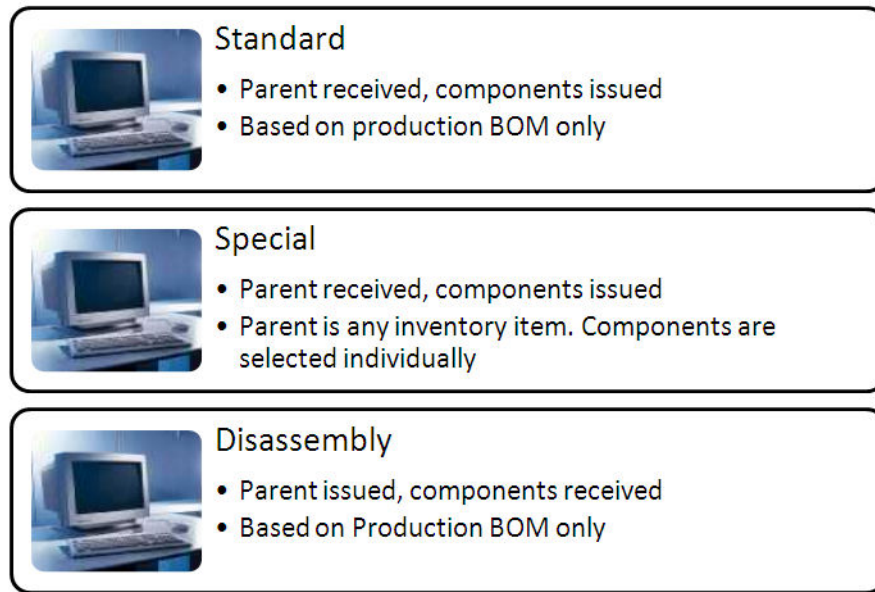 Standard
• Parent received, components issued
• Based on production BOM only
Special
• Parent received, components issued
• Parent is any inventory item. Components are
selected individually
Disassembly
• Parent issued, components received
• Based on Production BOM only